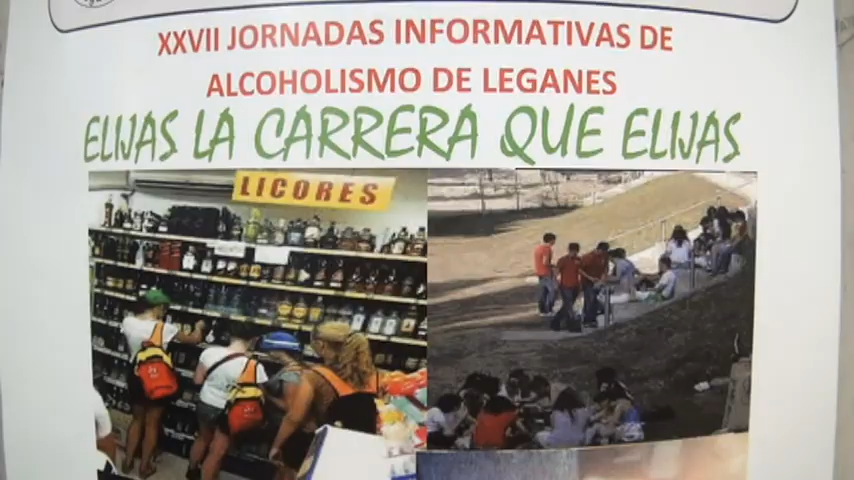 XXVII JORNADAS INFORMATIVAS DE
ALCOHOLISMO DE LEGANES
ELIJAS LA CARRERA QUE ELIJAS
LICORES